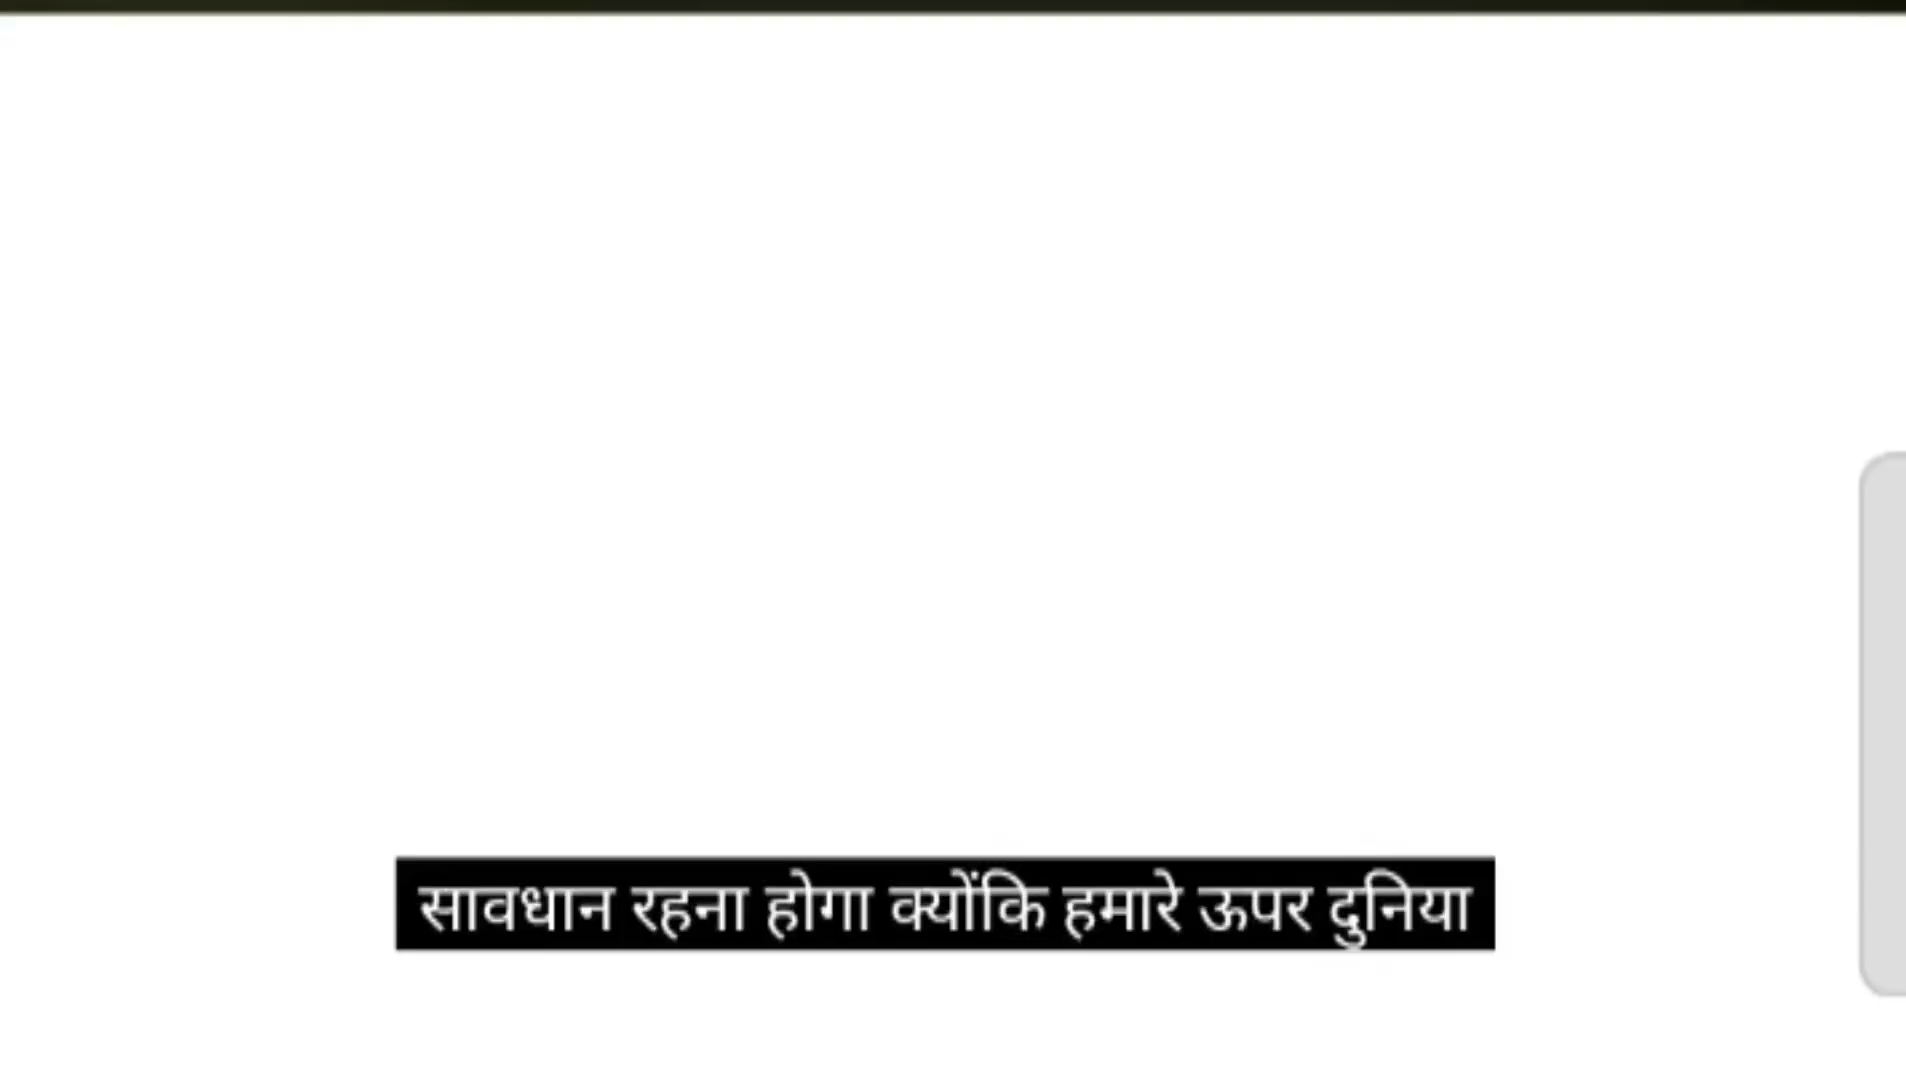 सावधान रहना होगा क्योंकि हमारे ऊपर दुनिया